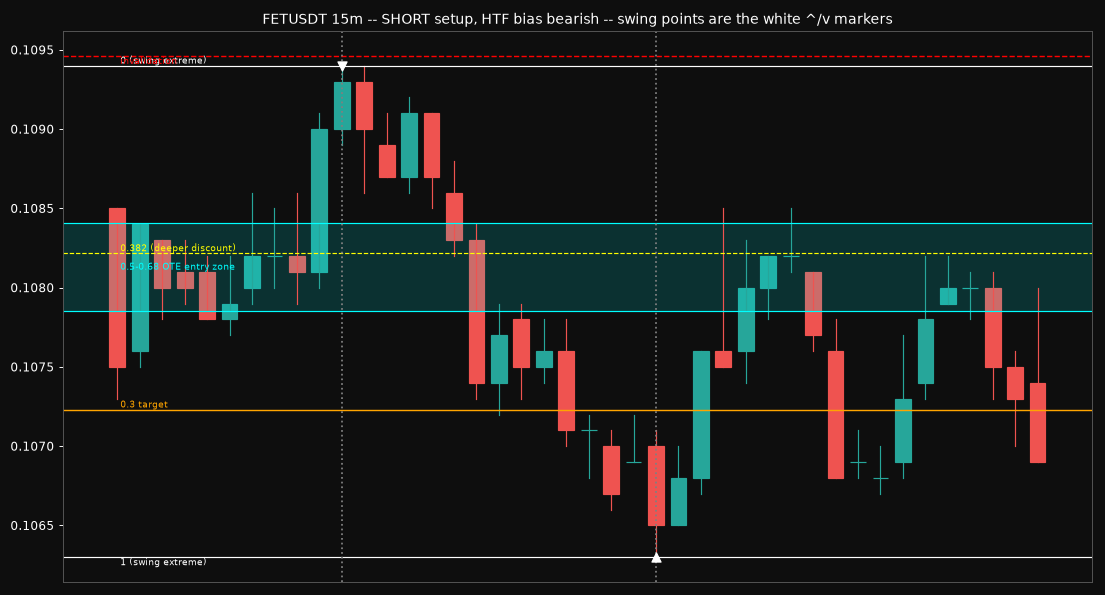 FETUSDT 15m -- SHORT setup, HTF bias bearish -- swing points are the white ^/v markers
0.1095
0 (swing extreme)
0.1090
0.1085
0.382 (deeper discount)
0.5-0.68 OTE entry zone
0.1080
0.1075
0.3 target
0.1070
0.1065
1 (swing extreme)